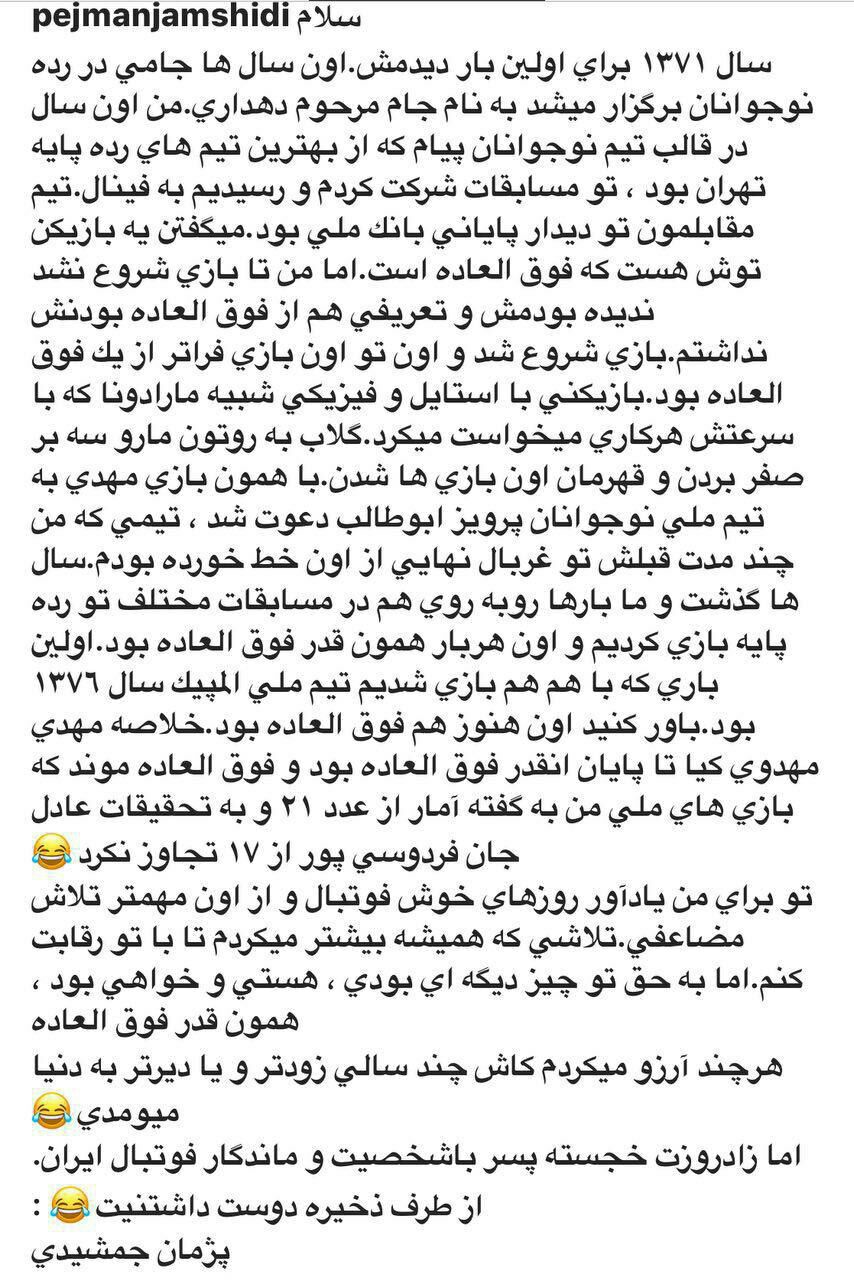 pejmanjamshidi سلام
سال ۱۳۷۱ براي اولين بار ديدمش.اون سال ها جامي در رده
نوجوانان برگزار ميشد به نام جام مرحوم دهداري.من اون سال
در قالب تيم نوجوانان پيام كه از بهترين تيم هاي رده پايه
تهران بود ، تو مسابقات شركت كردم و رسيديم به فينال.تيم
مقابلمون تو ديدار پاياني بانك ملي بود.ميگفتن يه بازيكن
توش هست كه فوق العاده است.اما من تا بازي شروع نشد
نديده بودمش و تعريفي هم از فوق العاده بودنش
نداشتم.بازي شروع شد و اون تو اون بازي فراتر از يك فوق
العاده بود.بازيكني با استايل و فيزيكي شبيه مارادونا كه با
سرعتش هركاري ميخواست ميكرد.گلاب به روتون مارو سه بر
صفر بردن و قهرمان اون بازي ها شدن.با همون بازي مهدي به
تيم ملي نوجوانان پرويز ابوطالب دعوت شد ، تيمي كه من
چند مدت قبلش تو غربال نهايي از اون خط خورده بودم.سال
ها گذشت و ما بارها روبه روي هم در مسابقات مختلف تو رده
پايه بازي كرديم و اون هربار همون قدر فوق العاده بود.اولين
باري كه با هم هم بازي شديم تيم ملي المپيك سال ۱۳۷٦
بود.باور كنيد اون هنوز هم فوق العاده بود.خلاصه مهدي
مهدوي كيا تا پايان انقدر فوق العاده بود و فوق العاده موند كه
بازي هاي ملي من به گفته آمار از عدد ۲۱ و به تحقيقات عادل
جان فردوسي پور از ۱۷ تجاوز نكرد 😂
تو براي من يادآور روزهاي خوش فوتبال و از اون مهمتر تلاش
مضاعفي.تلاشي كه هميشه بيشتر ميكردم تا با تو رقابت
كنم.اما به حق تو چيز ديگه اي بودي ، هستي و خواهي بود ،
همون قدر فوق العاده
هرچند آرزو ميكردم كاش چند سالي زودتر و يا ديرتر به دنيا
ميومدي 😂
اما زادروزت خجسته پسر باشخصيت و ماندگار فوتبال ايران.
از طرف ذخيره دوست داشتنيت 😂 :
پژمان جمشيدي